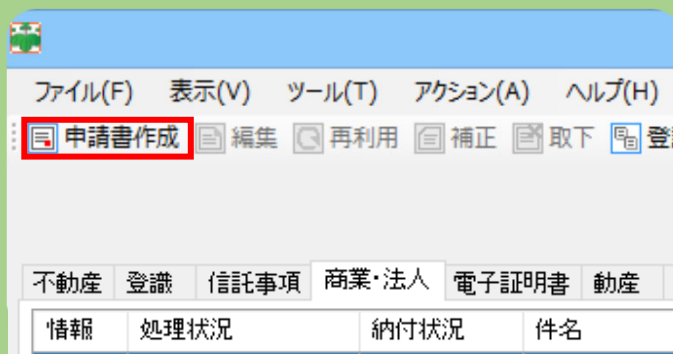 ファイル(F) 表示(V) ツール(T) アクション(A) ヘルプ(H)
申請書作成 編集 再利用 補正 取下 登
不動産 登識 信託事項 商業・法人 電子証明書 動産
情報 処理状況 納付状況 件名